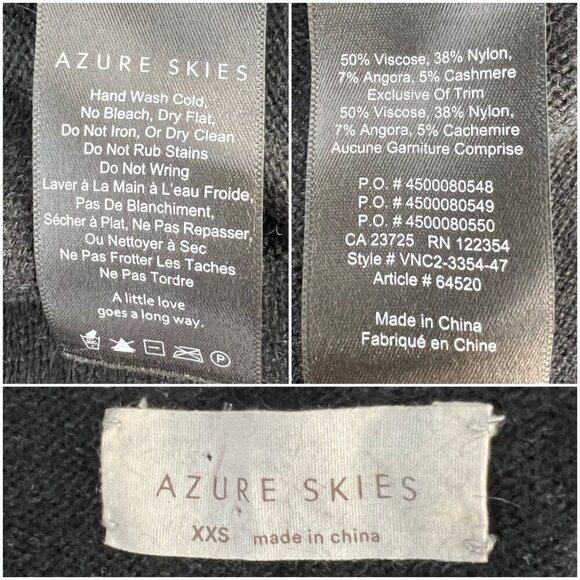 AZURE SKIES
Hand Wash Cold,
No Bleach, Dry Flat,
Do Not Iron, Or Dry Clean
Do Not Rub Stains
Do Not Wring
Laver à La Main à L'eau Froide,
Pas De Blanchiment,
Sécher à Plat, Ne Pas Repasser,
Ou Nettoyer à Sec
Ne Pas Frotter Les Taches
Ne Pas Tordre
A little love
goes a long way.
P
50% Viscose, 38% Nylon,
7% Angora, 5% Cashmere
Exclusive Of Trim
50% Viscose, 38% Nylon,
7% Angora, 5% Cachemire
Aucune Garniture Comprise
P.O. # 4500080548
P.O. # 4500080549
P.O. # 4500080550
CA 23725 RN 122354
Style # VNC2-3354-47
Article # 64520
Made in China
Fabriqué en Chine
AZURE SKIES
XXS made in china